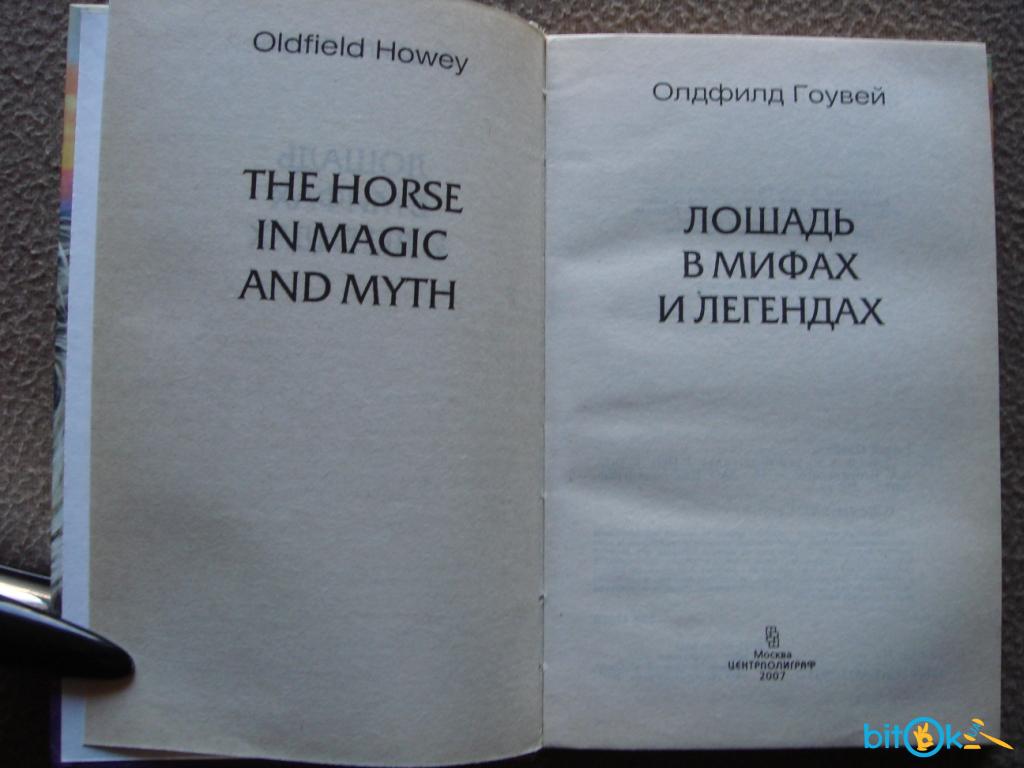 Oldfield Howey
THE HORSE
IN MAGIC
AND MYTH
Олдфилд Гоувей
ЛОШАДЬ
В МИФАХ
И ЛЕГЕНДАХ
Москва
ЦЕНТРПОЛИГРАФ
2007
bitOk